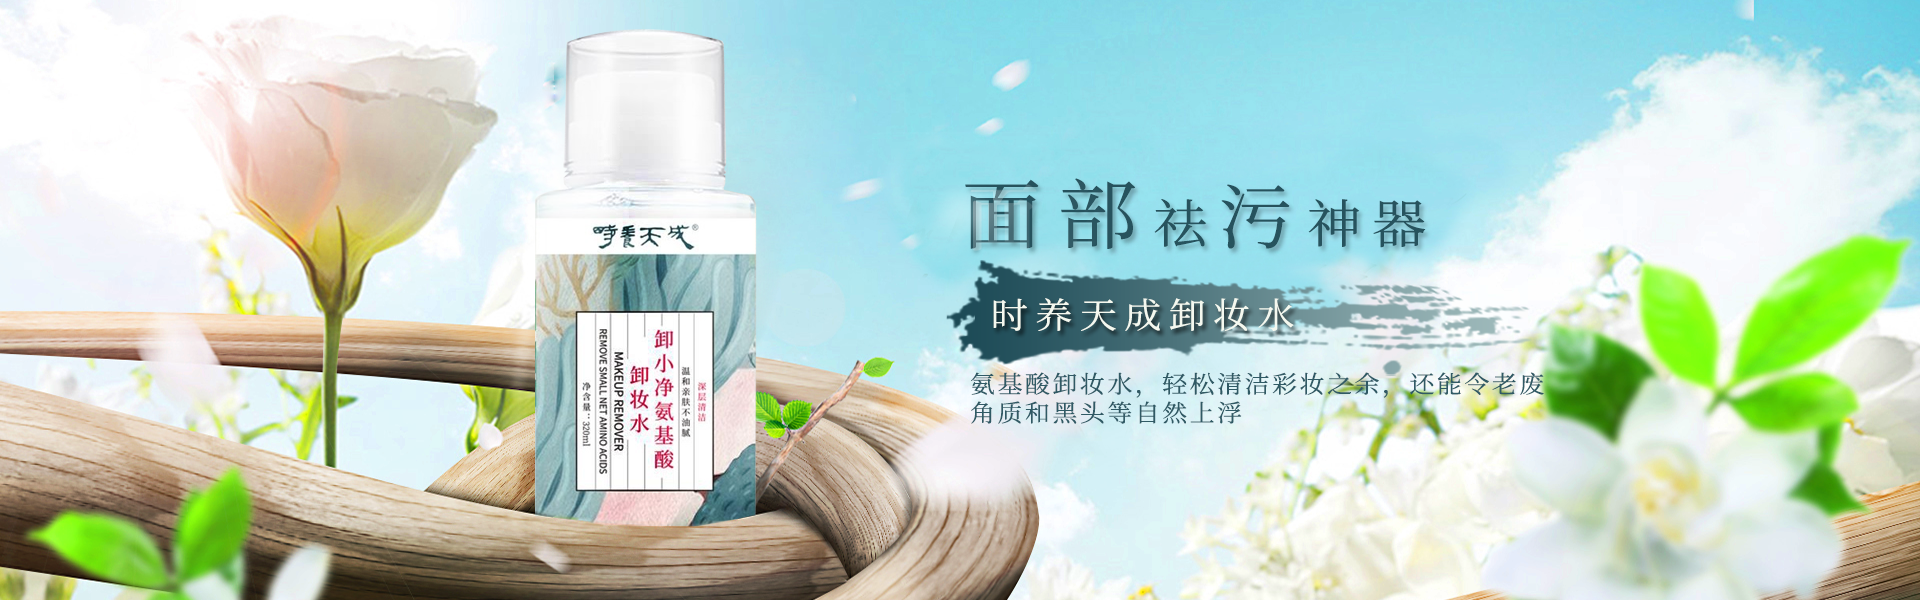 时养天成®
卸小净氨基酸
卸妆水
深层清洁
温和亲肤不油腻
MAKEUP REMOVER
REMOVE SMALL NET AMINO ACIDS
净含量：320ml
面部祛污神器
时养天成卸妆水
氨基酸卸妆水，轻松清洁彩妆之余，还能令老废
角质和黑头等自然上浮